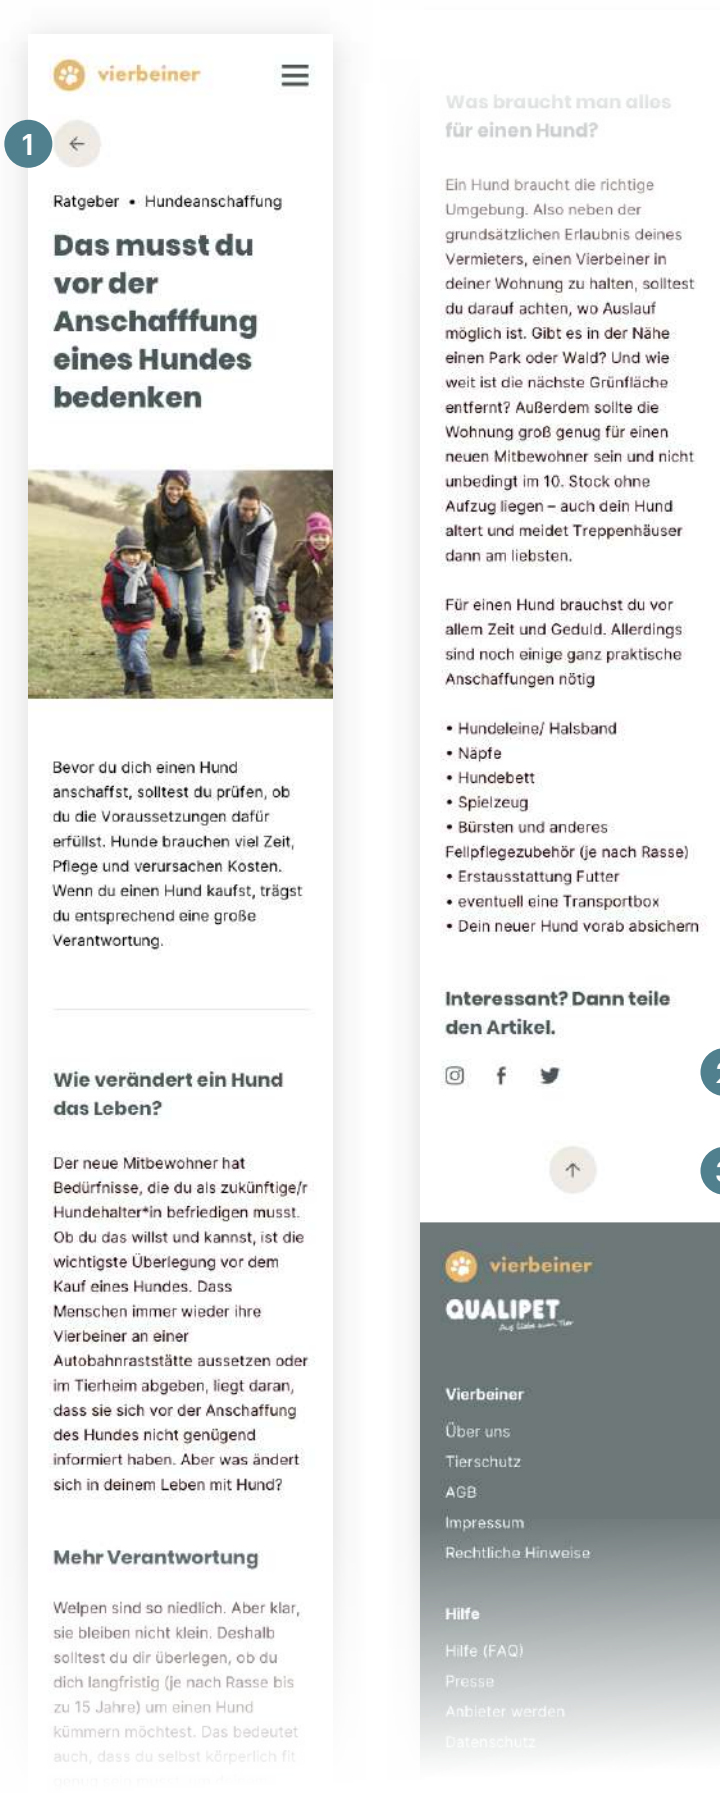 vierbeiner
1
Ratgeber • Hundeanschaffung
Das musst du
vor der
Anschafffung
eines Hundes
bedenken
Bevor du dich einen Hund
anschaffst, solltest du prüfen, ob
du die Voraussetzungen dafür
erfüllst. Hunde brauchen viel Zeit,
Pflege und verursachen Kosten.
Wenn du einen Hund kaufst, trägst
du entsprechend eine große
Verantwortung.
Wie verändert ein Hund
das Leben?
Der neue Mitbewohner hat
Bedürfnisse, die du als zukünftige/r
Hundehalter*in befriedigen musst.
Ob du das willst und kannst, ist die
wichtigste Überlegung vor dem
Kauf eines Hundes. Dass
Menschen immer wieder ihre
Vierbeiner an einer
Autobahnraststätte aussetzen oder
im Tierheim abgeben, liegt daran,
dass sie sich vor der Anschaffung
des Hundes nicht genügend
informiert haben. Aber was ändert
sich in deinem Leben mit Hund?
Mehr Verantwortung
Welpen sind so niedlich. Aber klar,
sie bleiben nicht klein. Deshalb
solltest du dir überlegen, ob du
dich langfristig (je nach Rasse bis
zu 15 Jahre) um einen Hund
kümmern möchtest. Das bedeutet
auch, dass du selbst körperlich fit
Was braucht man alles
für einen Hund?
Ein Hund braucht die richtige
Umgebung. Also neben der
grundsätzlichen Erlaubnis deines
Vermieters, einen Vierbeiner in
deiner Wohnung zu halten, solltest
du darauf achten, wo Auslauf
möglich ist. Gibt es in der Nähe
einen Park oder Wald? Und wie
weit ist die nächste Grünfläche
entfernt? Außerdem sollte die
Wohnung groß genug für einen
neuen Mitbewohner sein und nicht
unbedingt im 10. Stock ohne
Aufzug liegen – auch dein Hund
altert und meidet Treppenhäuser
dann am liebsten.
Für einen Hund brauchst du vor
allem Zeit und Geduld. Allerdings
sind noch einige ganz praktische
Anschaffungen nötig
• Hundeleine/ Halsband
• Näpfe
• Hundebett
• Spielzeug
• Bürsten und anderes
Fellpflegezubehör (je nach Rasse)
• Erstausstattung Futter
• eventuell eine Transportbox
• Dein neuer Hund vorab absichern
Interessant? Dann teile
den Artikel.
2
3
vierbeiner
QUALIPET
Aus Liebe zum Tier
Vierbeiner
Über uns
Tierschutz
AGB
Impressum
Rechtliche Hinweise
Hilfe
Hilfe (FAQ)
Presse
Anbieter werden
Datenschutz